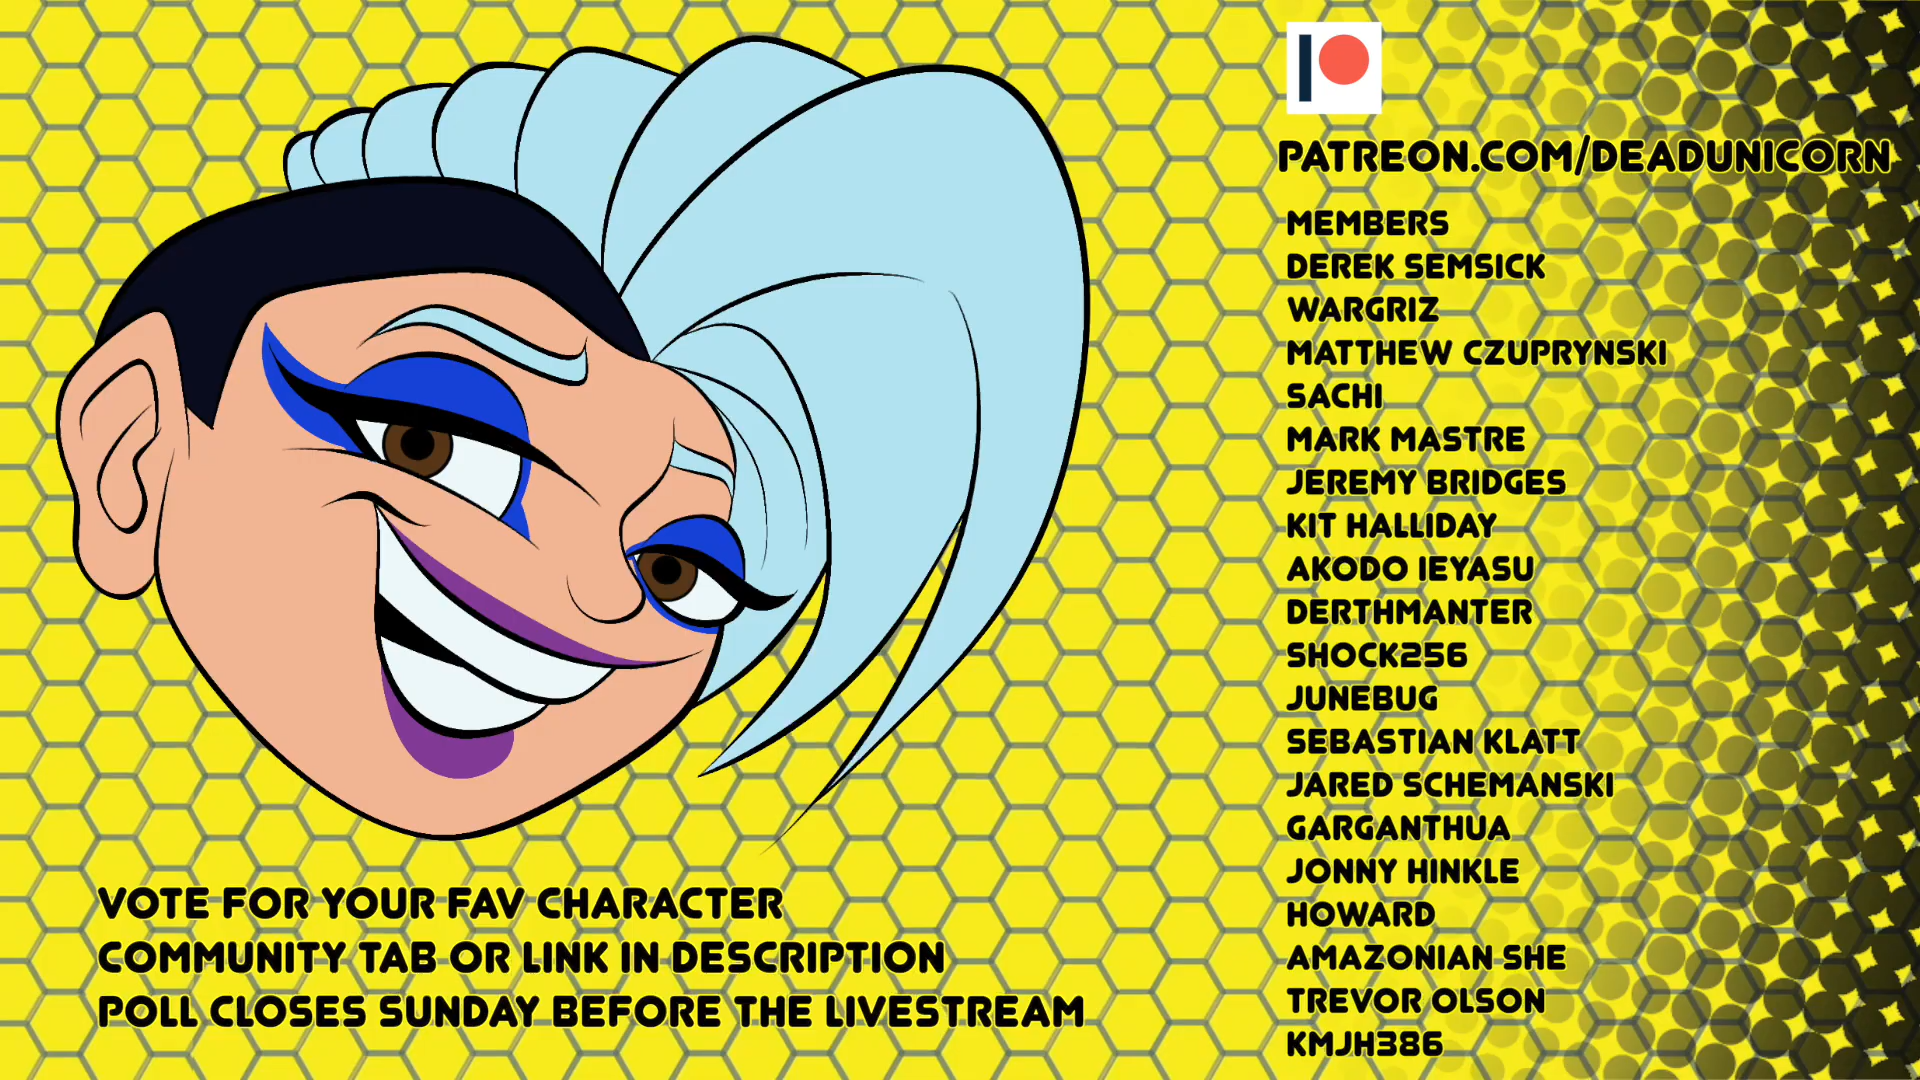 PATREON.COM/DEADUNICORN
MEMBERS
DEREK SEMSICK
WARGRIZ
MATTHEW CZUPRYNSKI
SACHI
MARK MASTRE
JEREMY BRIDGES
KIT HALLIDAY
AKODO IEYASU
DERTHMANTER
SHOCK256
JUNEBUG
SEBASTIAN KLATT
JARED SCHEMANSKI
GARGANTHUA
JONNY HINKLE
HOWARD
AMAZONIAN SHE
TREVOR OLSON
KMJH386
VOTE FOR YOUR FAV CHARACTER
COMMUNITY TAB OR LINK IN DESCRIPTION
POLL CLOSES SUNDAY BEFORE THE LIVESTREAM